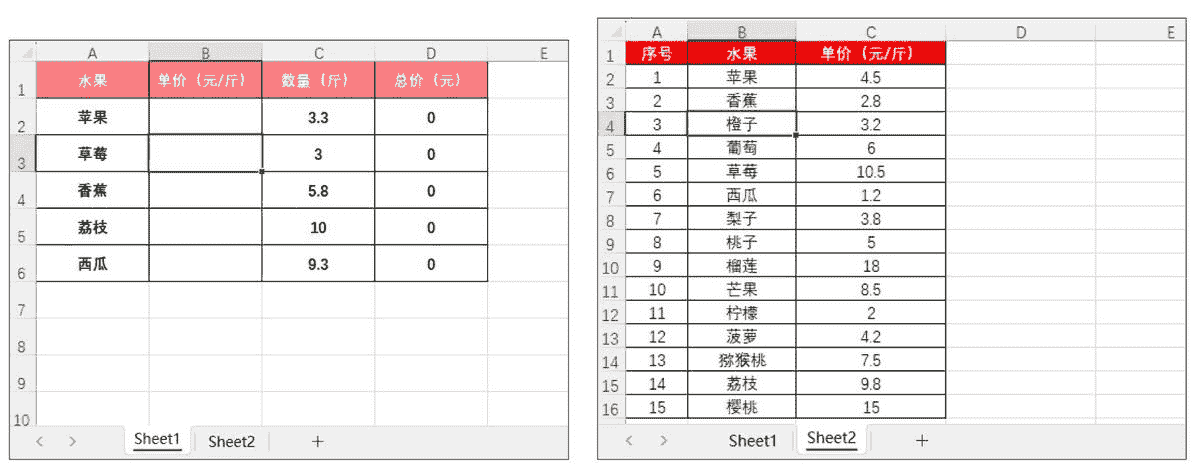 A B C D E
1 水果 单价（元/斤） 数量（斤） 总价（元）
2 苹果 3.3 0
3 草莓 3 0
4 香蕉 5.8 0
5 荔枝 10 0
6 西瓜 9.3 0
7
8
9
10
< > Sheet1 Sheet2 +
A B C D E
1 序号 水果 单价（元/斤）
2 1 苹果 4.5
3 2 香蕉 2.8
4 3 橙子 3.2
5 4 葡萄 6
6 5 草莓 10.5
7 6 西瓜 1.2
8 7 梨子 3.8
9 8 桃子 5
10 9 榴莲 18
11 10 芒果 8.5
12 11 柠檬 2
13 12 菠萝 4.2
14 13 猕猴桃 7.5
15 14 荔枝 9.8
16 15 樱桃 15
< > Sheet1 Sheet2 +